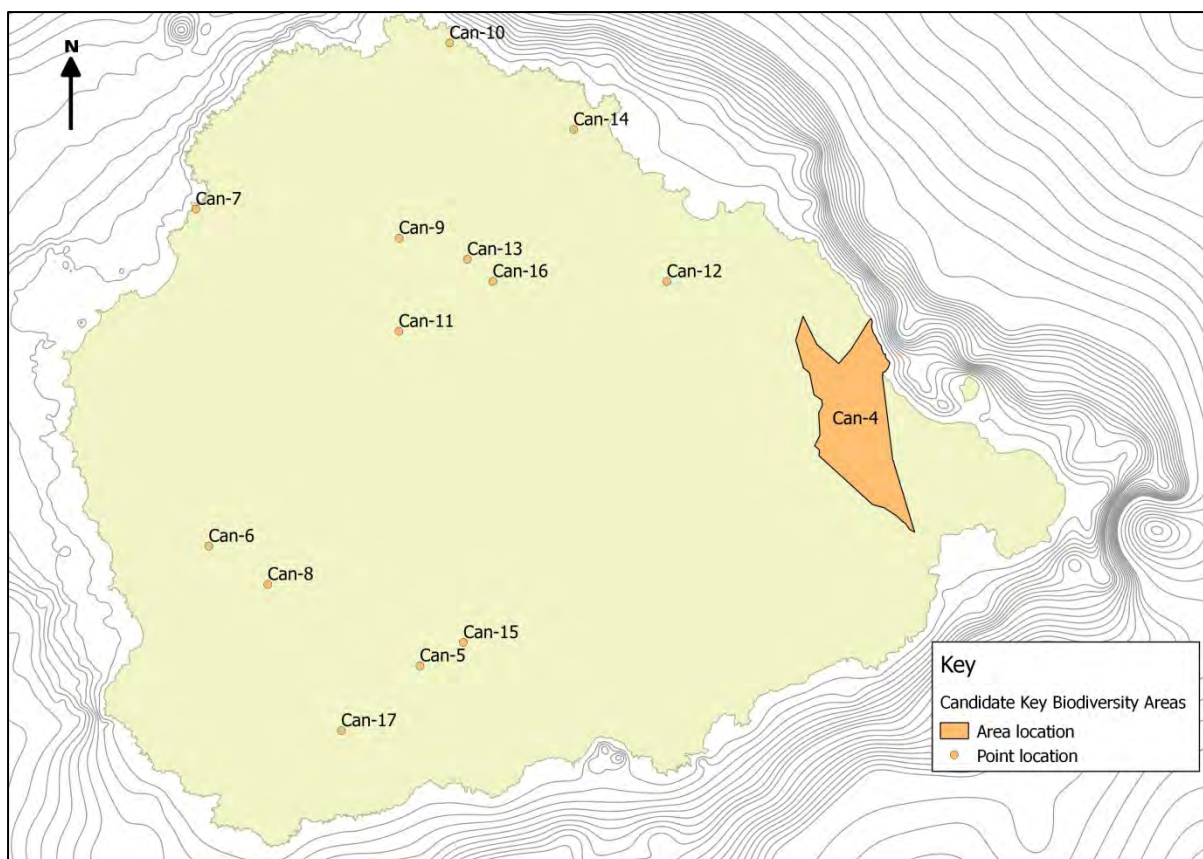 N
Can-10
Can-14
Can-7
Can-9
Can-13
Can-16
Can-12
Can-11
Can-4
Can-6
Can-8
Can-15
Can-5
Can-17
Key
Candidate Key Biodiversity Areas
Area location
Point location